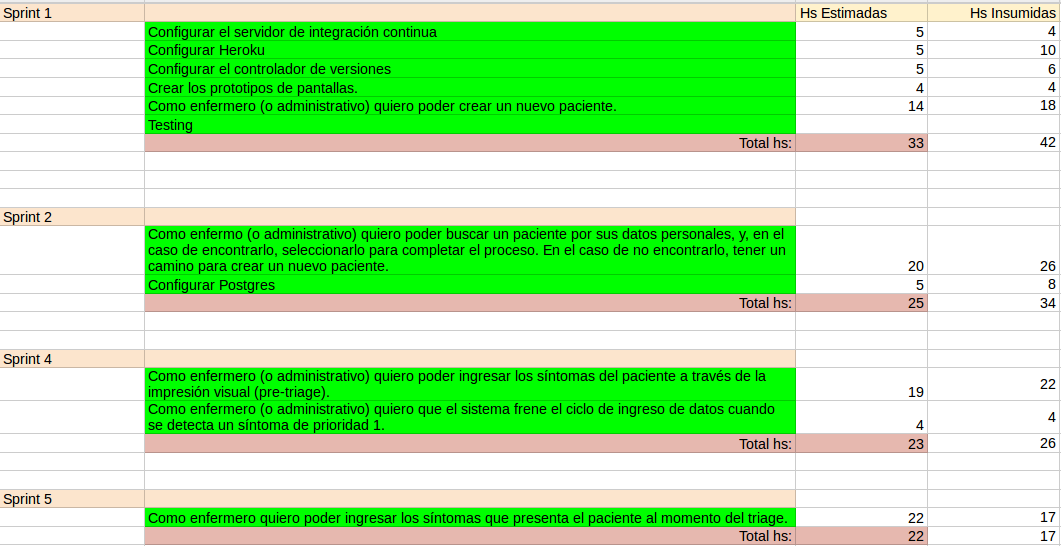 Sprint 1 Hs Estimadas Hs Insumidas
Configurar el servidor de integración continua 5 4
Configurar Heroku 5 10
Configurar el controlador de versiones 5 6
Crear los prototipos de pantallas. 4 4
Como enfermero (o administrativo) quiero poder crear un nuevo paciente. 14 18
Testing
Total hs: 33 42
Sprint 2
Como enfermo (o administrativo) quiero poder buscar un paciente por sus datos personales, y, en el
caso de encontrarlo, seleccionarlo para completar el proceso. En el caso de no encontrarlo, tener un
camino para crear un nuevo paciente. 20 26
Configurar Postgres 5 8
Total hs: 25 34
Sprint 4
Como enfermero (o administrativo) quiero poder ingresar los síntomas del paciente a través de la
impresión visual (pre-triage). 19 22
Como enfermero (o administrativo) quiero que el sistema frene el ciclo de ingreso de datos cuando
se detecta un síntoma de prioridad 1. 4 4
Total hs: 23 26
Sprint 5
Como enfermero quiero poder ingresar los síntomas que presenta el paciente al momento del triage. 22 17
Total hs: 22 17